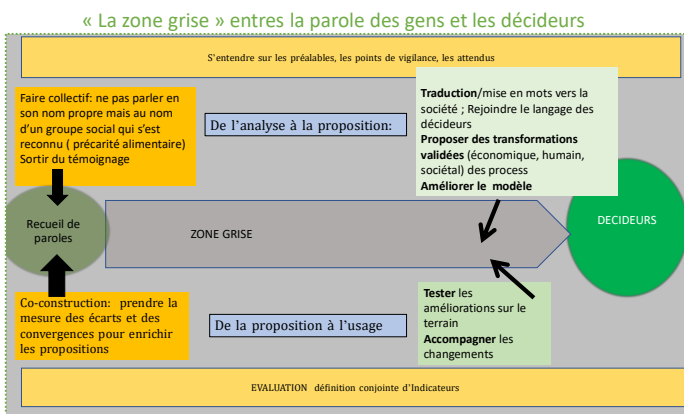 « La zone grise » entres la parole des gens et les décideurs
S'entendre sur les préalables, les points de vigilance, les attendus
Faire collectif: ne pas parler en
son nom propre mais au nom
d'un groupe social qui s'est
reconnu ( précarité alimentaire)
Sortir du témoignage
De l'analyse à la proposition:
Traduction/mise en mots vers la
société ; Rejoindre le langage des
décideurs
Proposer des transformations
validées (économique, humain,
sociétal) des process
Améliorer le modèle
Recueil de
paroles
ZONE GRISE
DECIDEURS
Co-construction: prendre la
mesure des écarts et des
convergences pour enrichir
les propositions
De la proposition à l'usage
Tester les
améliorations sur le
terrain
Accompagner les
changements
EVALUATION définition conjointe d'Indicateurs